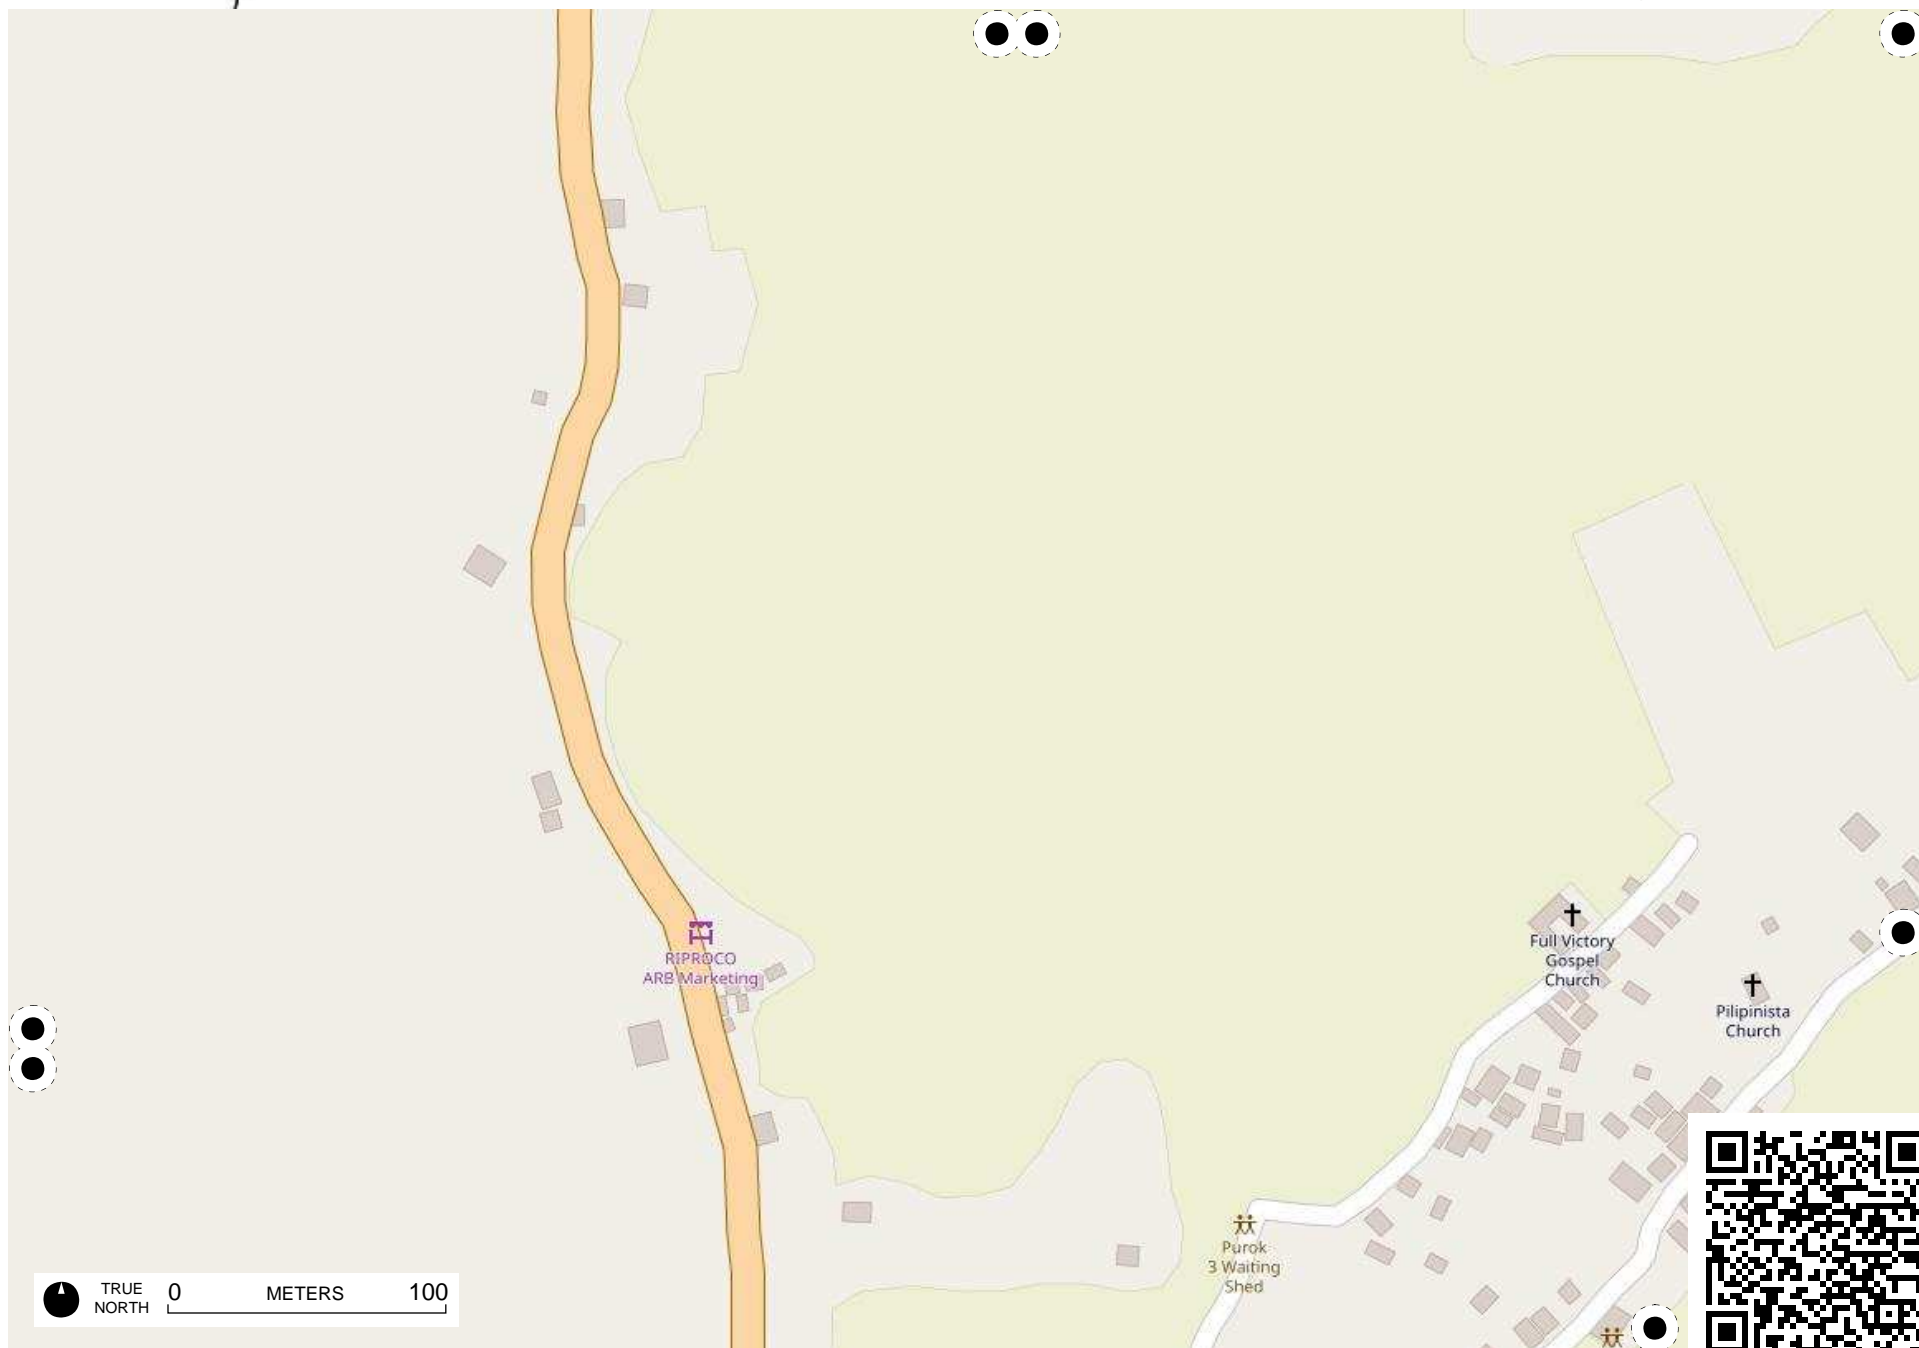 RIPROCO
ARB Marketing
Full Victory
Gospel
Church
Pilipinista
Church
Purok
3 Waiting
Shed
TRUE
NORTH
0 METERS 100